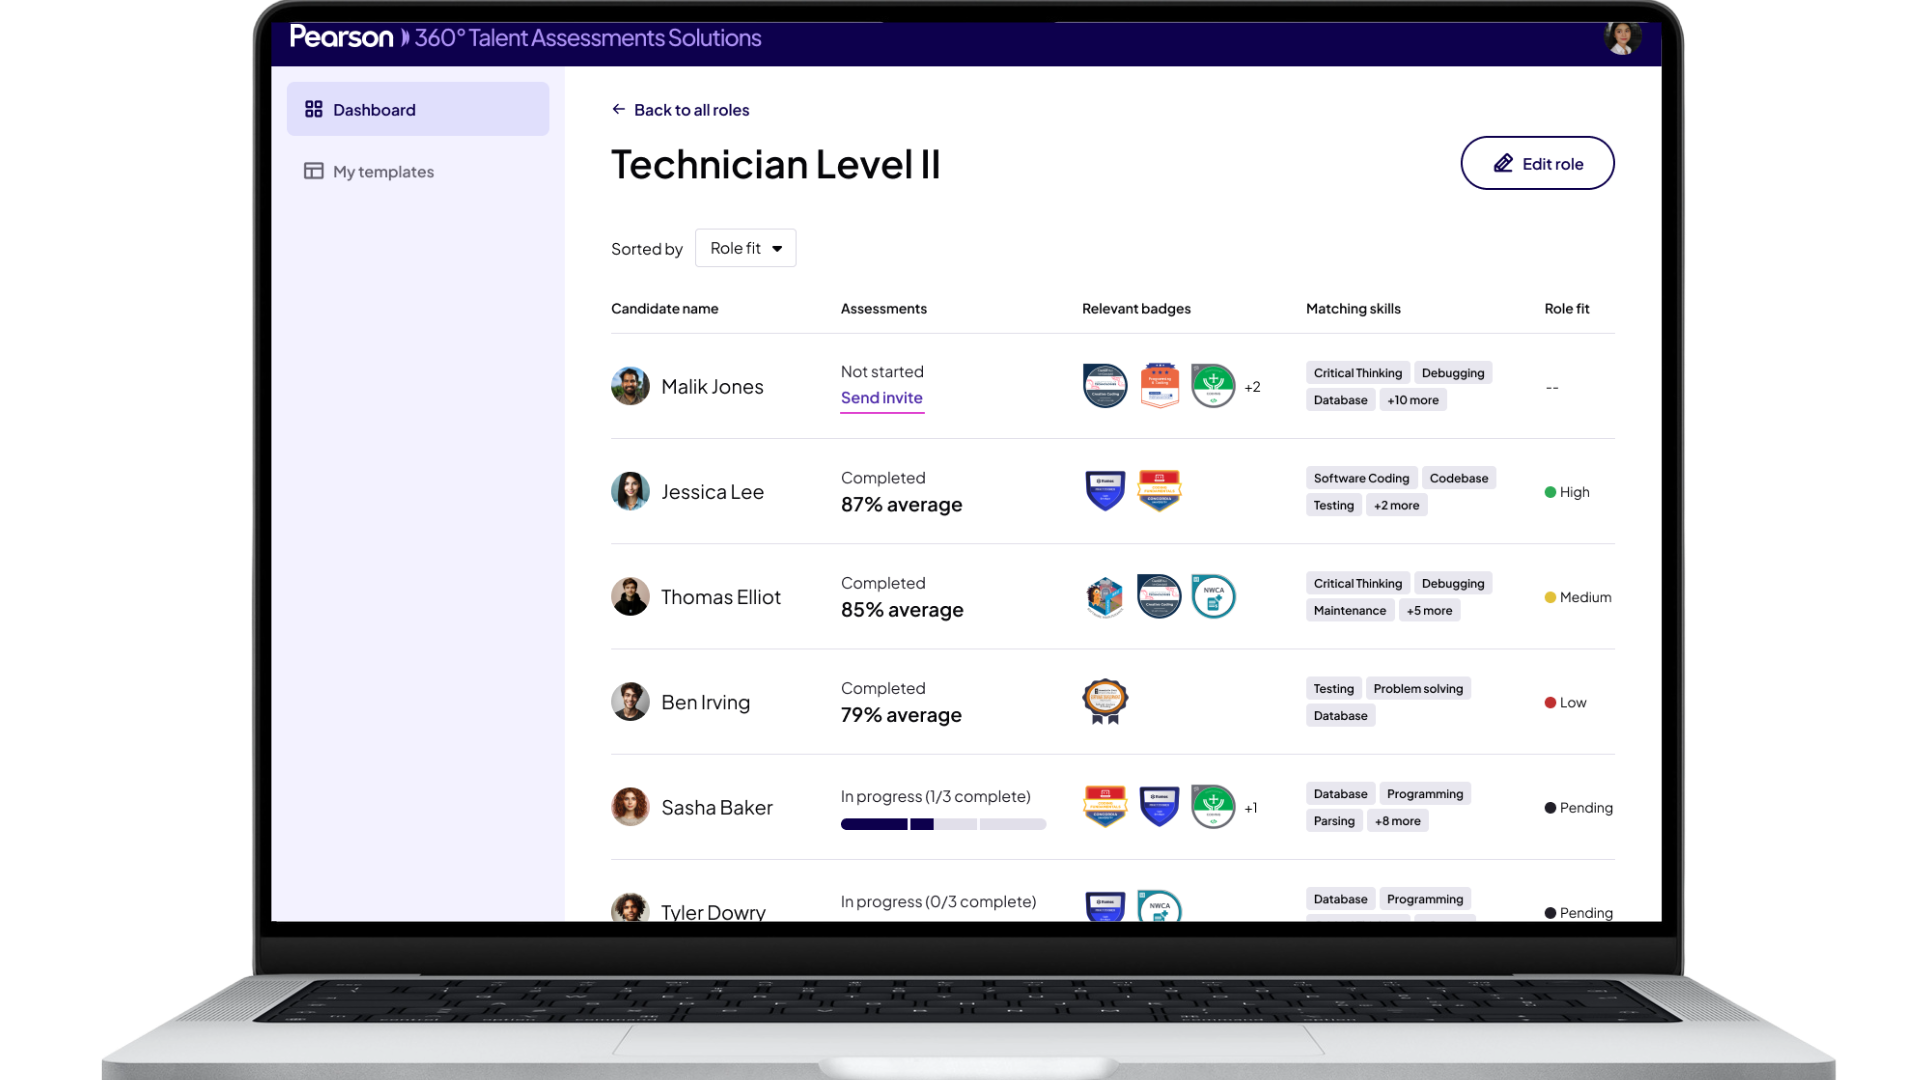 Pearson 360° Talent Assessments Solutions
Dashboard
My templates
Back to all roles
Technician Level II
Edit role
Sorted by Role fit
Candidate name Assessments Relevant badges Matching skills Role fit
Malik Jones
Not started
Send invite
+2
Critical Thinking Debugging
Database +10 more
--
Jessica Lee
Completed
87% average
Software Coding Codebase
Testing +2 more
High
Thomas Elliot
Completed
85% average
NWCA
Critical Thinking Debugging
Maintenance +5 more
Medium
Ben Irving
Completed
79% average
Testing Problem solving
Database
Low
Sasha Baker
In progress (1/3 complete)
+1
Database Programming
Parsing +8 more
Pending
Tyler Dowry
In progress (0/3 complete)
NWCA
Database Programming
Pending